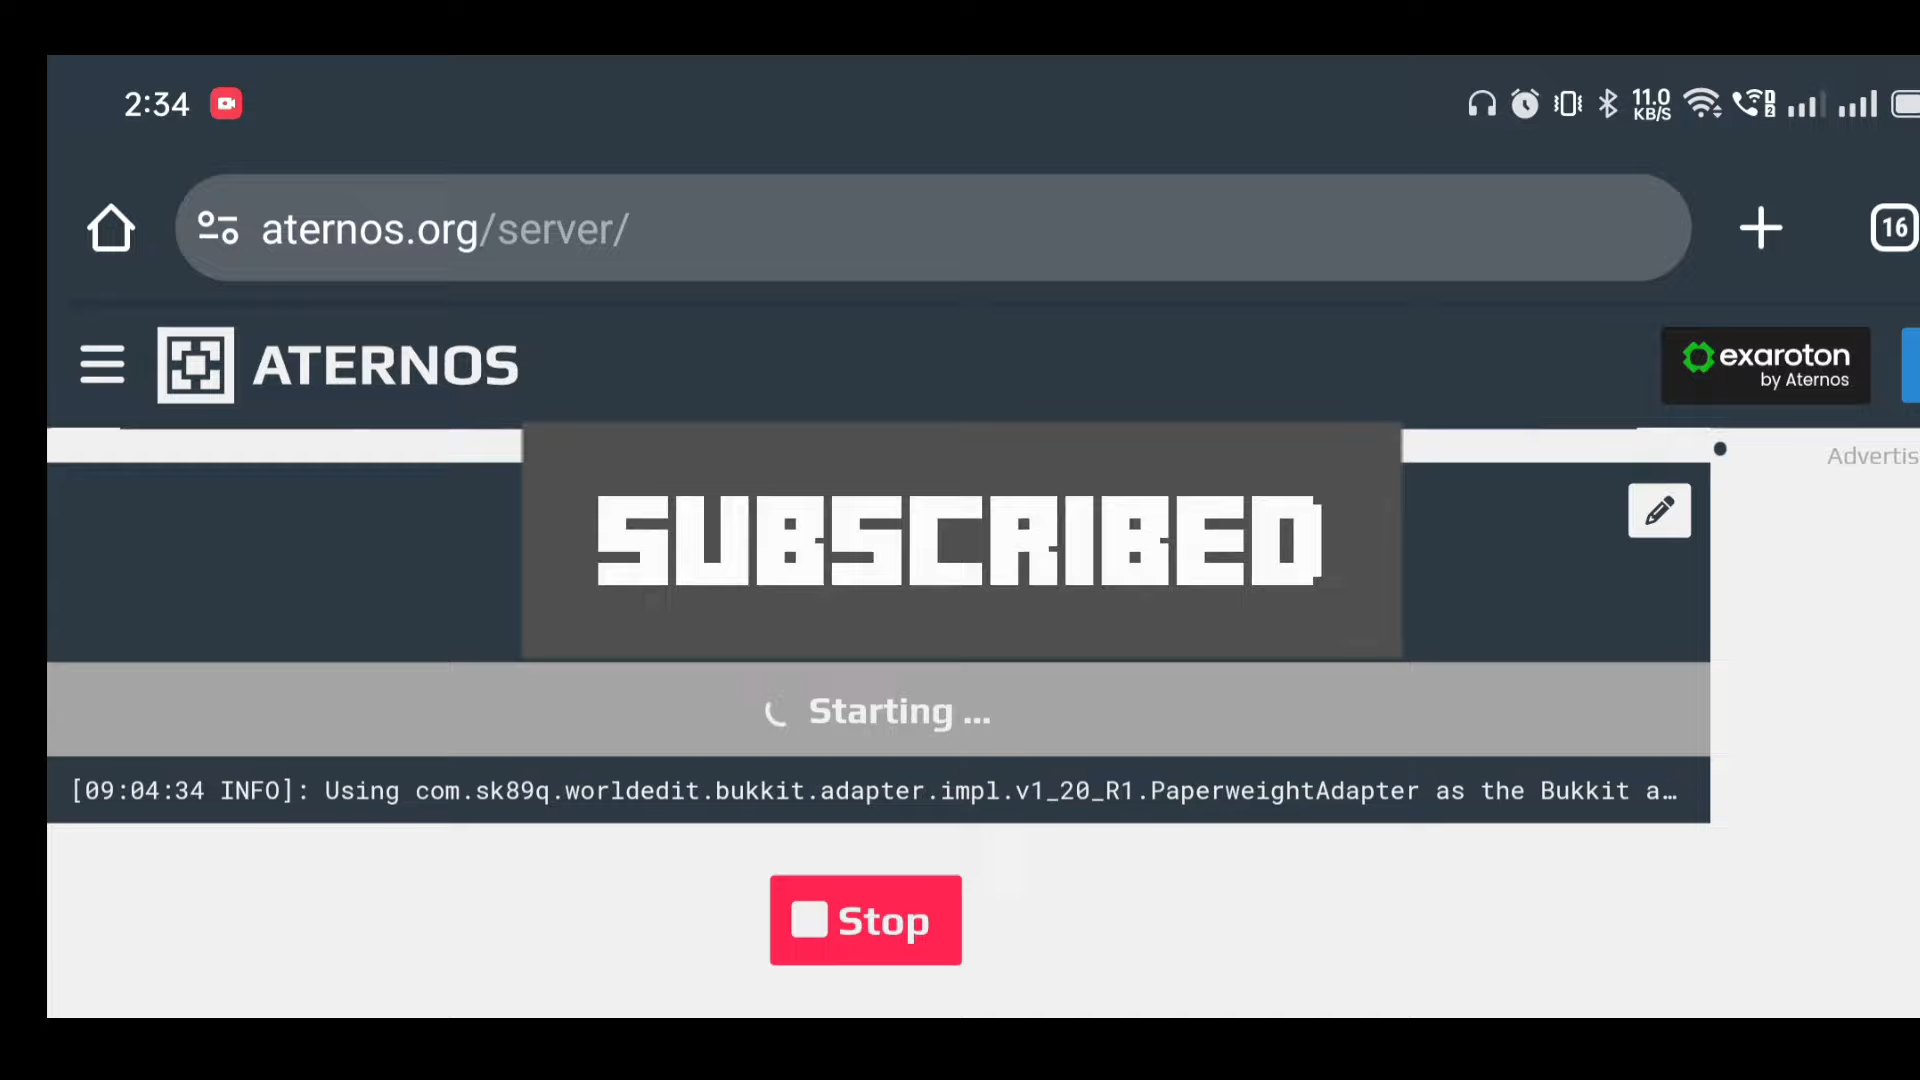 2:34
11.0
KB/S
aternos.org/server/
16
ATERNOS
exaroton
by Aternos
Advertis
SUBSCRIBED
Starting ...
[09:04:34 INFO]: Using com.sk89q.worldedit.bukkit.adapter.impl.v1_20_R1.PaperweightAdapter as the Bukkit a…
Stop